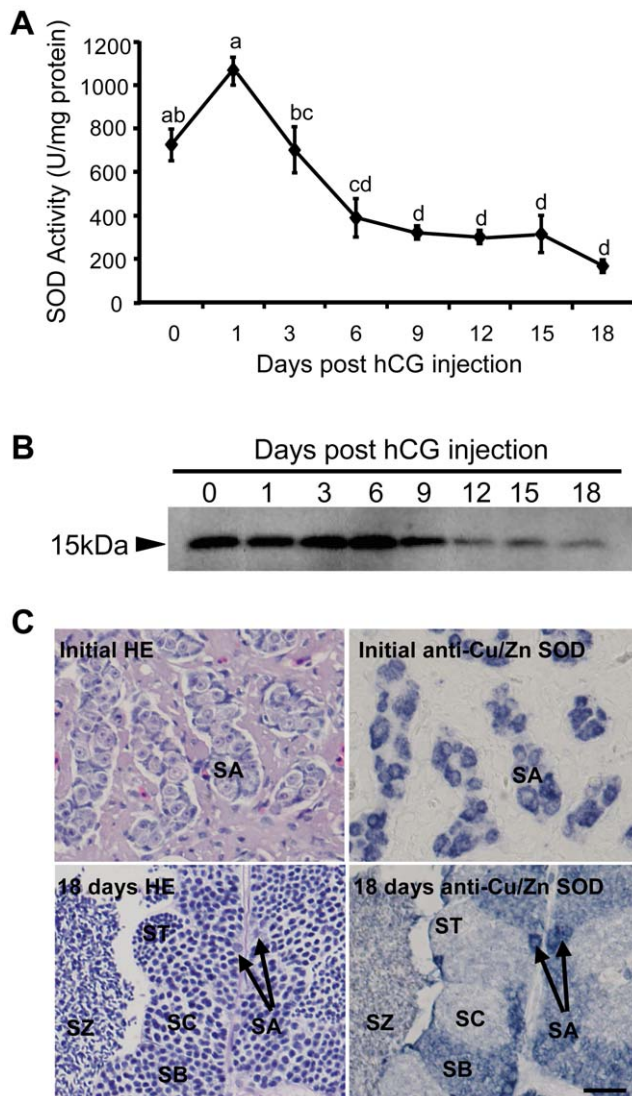 A
SOD Activity (U/mg protein)
1200
1000
800
600
400
200
0
ab
a
bc
cd
d
d
d
d
0 1 3 6 9 12 15 18
Days post hCG injection
B
Days post hCG injection
0 1 3 6 9 12 15 18
15kDa
C
Initial HE
SA
Initial anti-Cu/Zn SOD
SA
18 days HE
ST
SZ
SC
SA
SB
18 days anti-Cu/Zn SOD
ST
SZ
SC
SA
SB